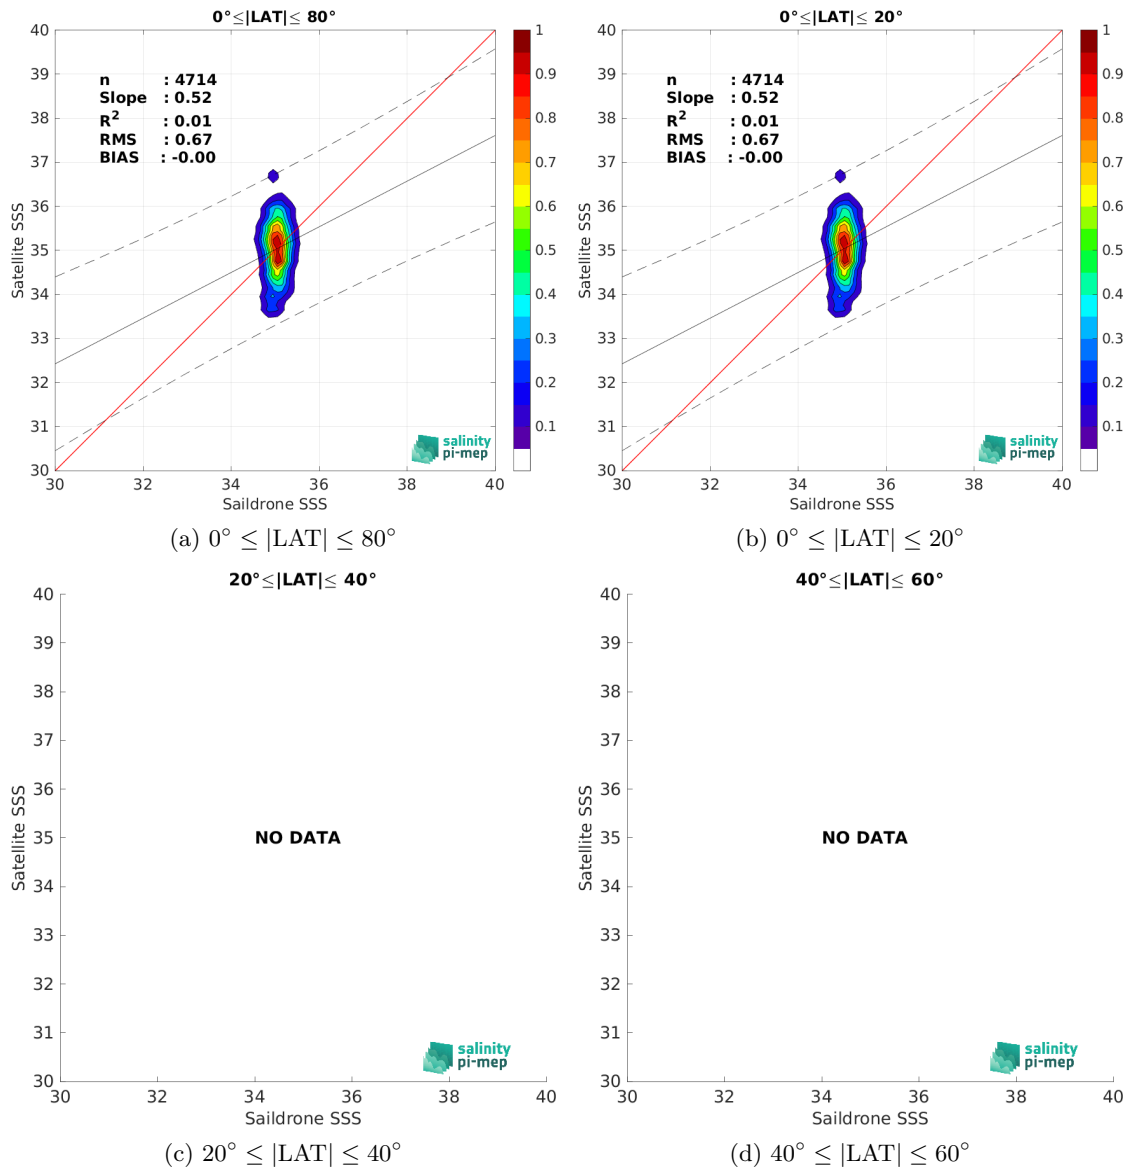 0°≤|LAT|≤ 80°
40
39
38
37
36
35
34
33
32
31
30
Satellite SSS
n : 4714
Slope : 0.52
R² : 0.01
RMS : 0.67
BIAS : -0.00
1
0.9
0.8
0.7
0.6
0.5
0.4
0.3
0.2
0.1
salinity
pi-mep
30 32 34 36 38 40
Saildrone SSS
(a) 0° ≤ |LAT| ≤ 80°
0°≤|LAT|≤ 20°
40
39
38
37
36
35
34
33
32
31
30
Satellite SSS
n : 4714
Slope : 0.52
R² : 0.01
RMS : 0.67
BIAS : -0.00
1
0.9
0.8
0.7
0.6
0.5
0.4
0.3
0.2
0.1
salinity
pi-mep
30 32 34 36 38 40
Saildrone SSS
(b) 0° ≤ |LAT| ≤ 20°
20°≤|LAT|≤ 40°
40
39
38
37
36
35
34
33
32
31
30
Satellite SSS
NO DATA
salinity
pi-mep
30 32 34 36 38 40
Saildrone SSS
(c) 20° ≤ |LAT| ≤ 40°
40°≤|LAT|≤ 60°
40
39
38
37
36
35
34
33
32
31
30
Satellite SSS
NO DATA
salinity
pi-mep
30 32 34 36 38 40
Saildrone SSS
(d) 40° ≤ |LAT| ≤ 60°